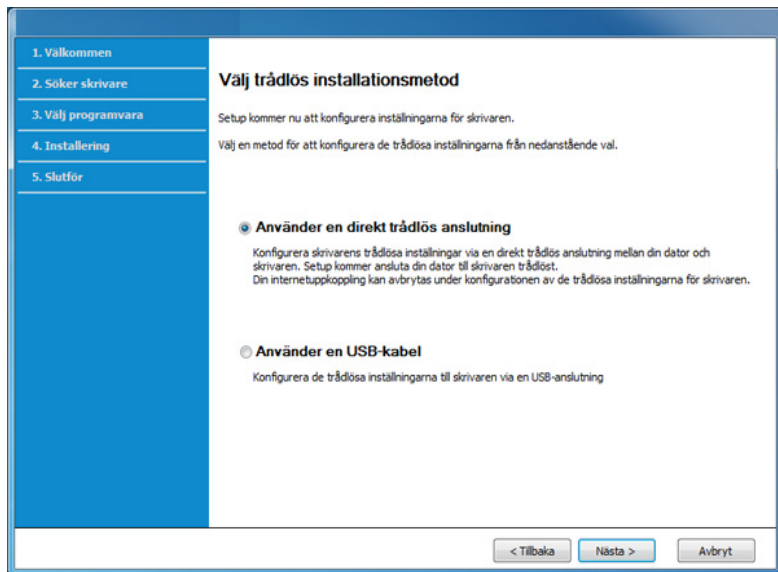 1. Välkommen
2. Söker skrivare
3. Välj programvara
4. Installering
5. Slutför
Välj trådlös installationsmetod
Setup kommer nu att konfigurera inställningarna för skrivaren.
Välj en metod för att konfigurera de trådlösa inställningarna från nedanstående val.
Använder en direkt trådlös anslutning
Konfigurera skrivarens trådlösa inställningar via en direkt trådlös anslutning mellan din dator och
skrivaren. Setup kommer ansluta din dator till skrivaren trådlöst.
Din internetuppkoppling kan avbrytas under konfigurationen av de trådlösa inställningarna för skrivaren.
Använder en USB-kabel
Konfigurera de trådlösa inställningarna till skrivaren via en USB-anslutning
< Tillbaka
Nästa >
Avbryt